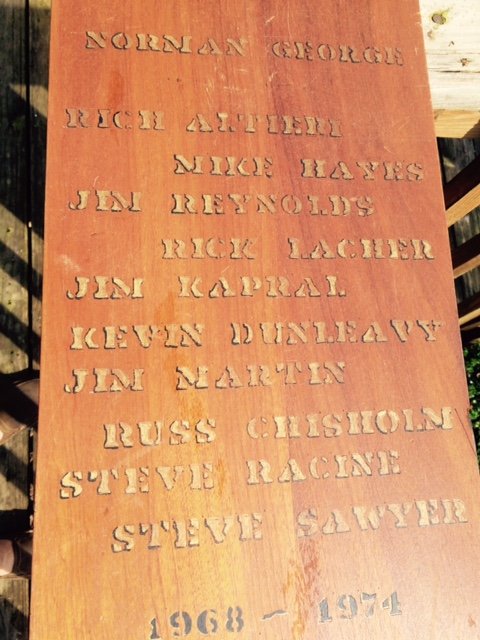 NORMAN GEORGE
RICH ALTIERI
MIKE HAYES
JIM REYNOLDS
RICK LACHER
JIM KAPRAL
KEVIN DUNLEAVY
JIM MARTIN
RUSS CHISHOLM
STEVE RACINE
STEVE SAWYER
1968 - 1974